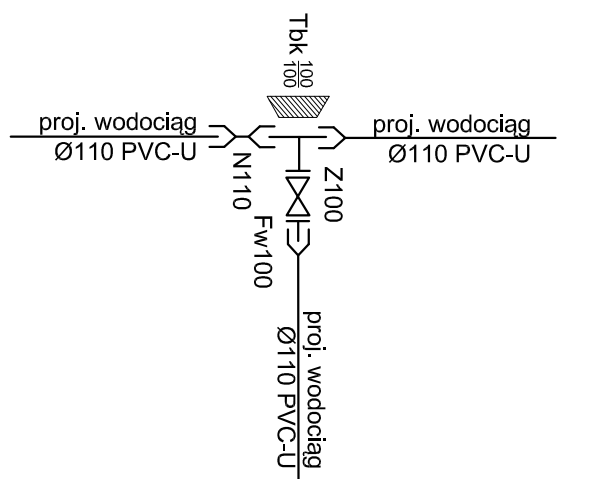 Tbk 100/100
proj. wodociąg
Ø110 PVC-U
proj. wodociąg
Ø110 PVC-U
N110
Z100
Fw100
proj. wodociąg
Ø110 PVC-U